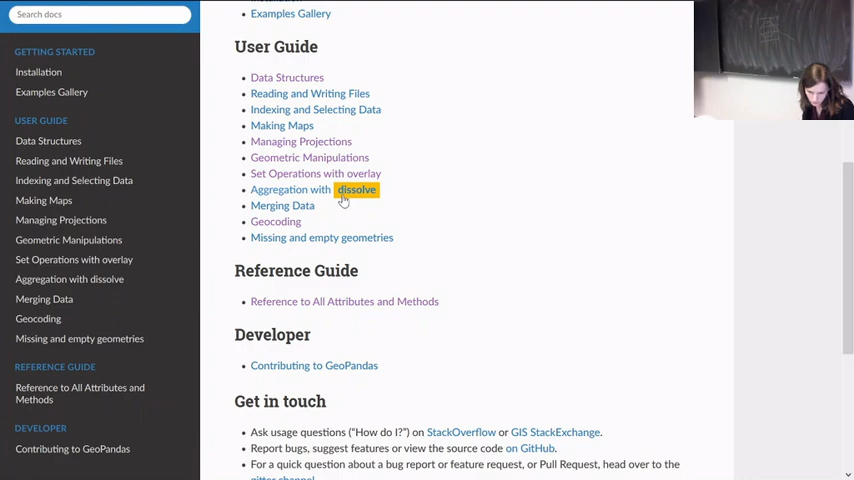 Search docs
GETTING STARTED
Installation
Examples Gallery
USER GUIDE
Data Structures
Reading and Writing Files
Indexing and Selecting Data
Making Maps
Managing Projections
Geometric Manipulations
Set Operations with overlay
Aggregation with dissolve
Merging Data
Geocoding
Missing and empty geometries
REFERENCE GUIDE
Reference to All Attributes and
Methods
DEVELOPER
Contributing to GeoPandas
Examples Gallery
User Guide
Data Structures
Reading and Writing Files
Indexing and Selecting Data
Making Maps
Managing Projections
Geometric Manipulations
Set Operations with overlay
Aggregation with dissolve
Merging Data
Geocoding
Missing and empty geometries
Reference Guide
Reference to All Attributes and Methods
Developer
Contributing to GeoPandas
Get in touch
Ask usage questions (“How do I?”) on StackOverflow or GIS StackExchange.
Report bugs, suggest features or view the source code on GitHub.
For a quick question about a bug report or feature request, or Pull Request, head over to the
gitter channel